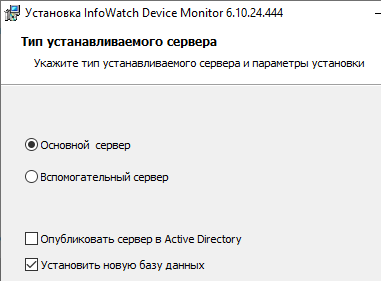 Установка InfoWatch Device Monitor 6.10.24.444
Тип устанавливаемого сервера
Укажите тип устанавливаемого сервера и параметры установки
Основной сервер
Вспомогательный сервер
Опубликовать сервер в Active Directory
Установить новую базу данных